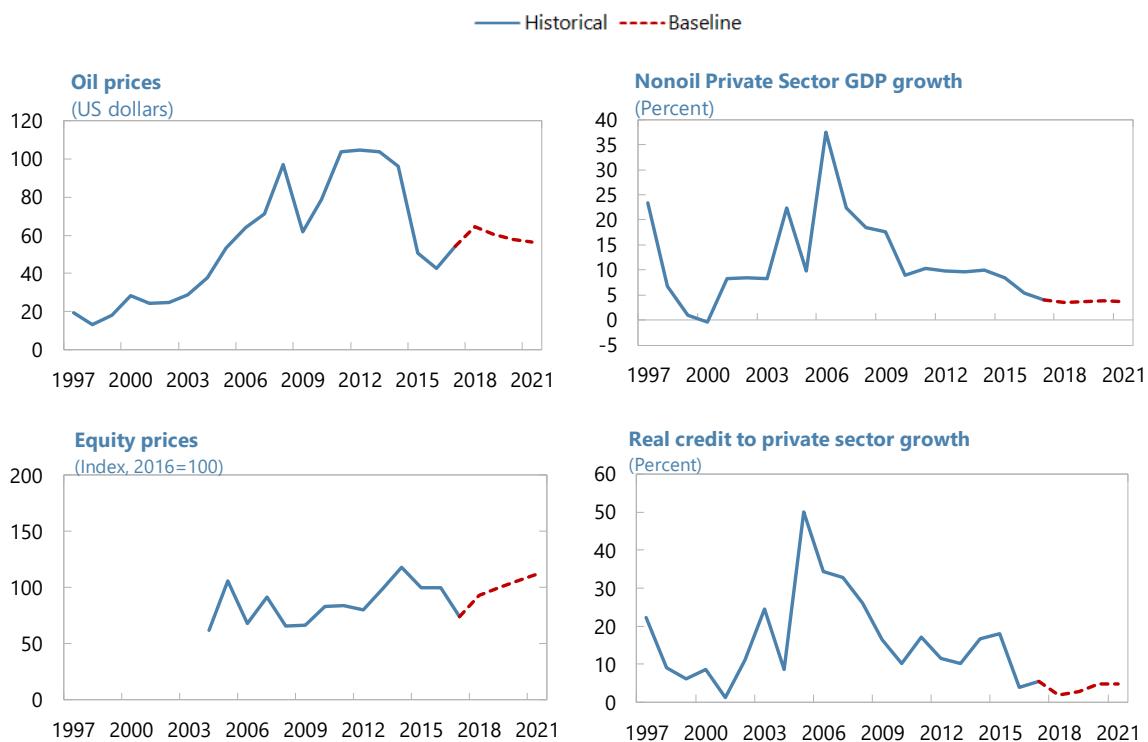 Historical Baseline
Oil prices
(US dollars)
120
100
80
60
40
20
0
1997 2000 2003 2006 2009 2012 2015 2018 2021
Nonoil Private Sector GDP growth
(Percent)
40
35
30
25
20
15
10
5
0
-5
1997 2000 2003 2006 2009 2012 2015 2018 2021
Equity prices
(Index, 2016=100)
200
150
100
50
0
1997 2000 2003 2006 2009 2012 2015 2018 2021
Real credit to private sector growth
(Percent)
60
50
40
30
20
10
0
1997 2000 2003 2006 2009 2012 2015 2018 2021